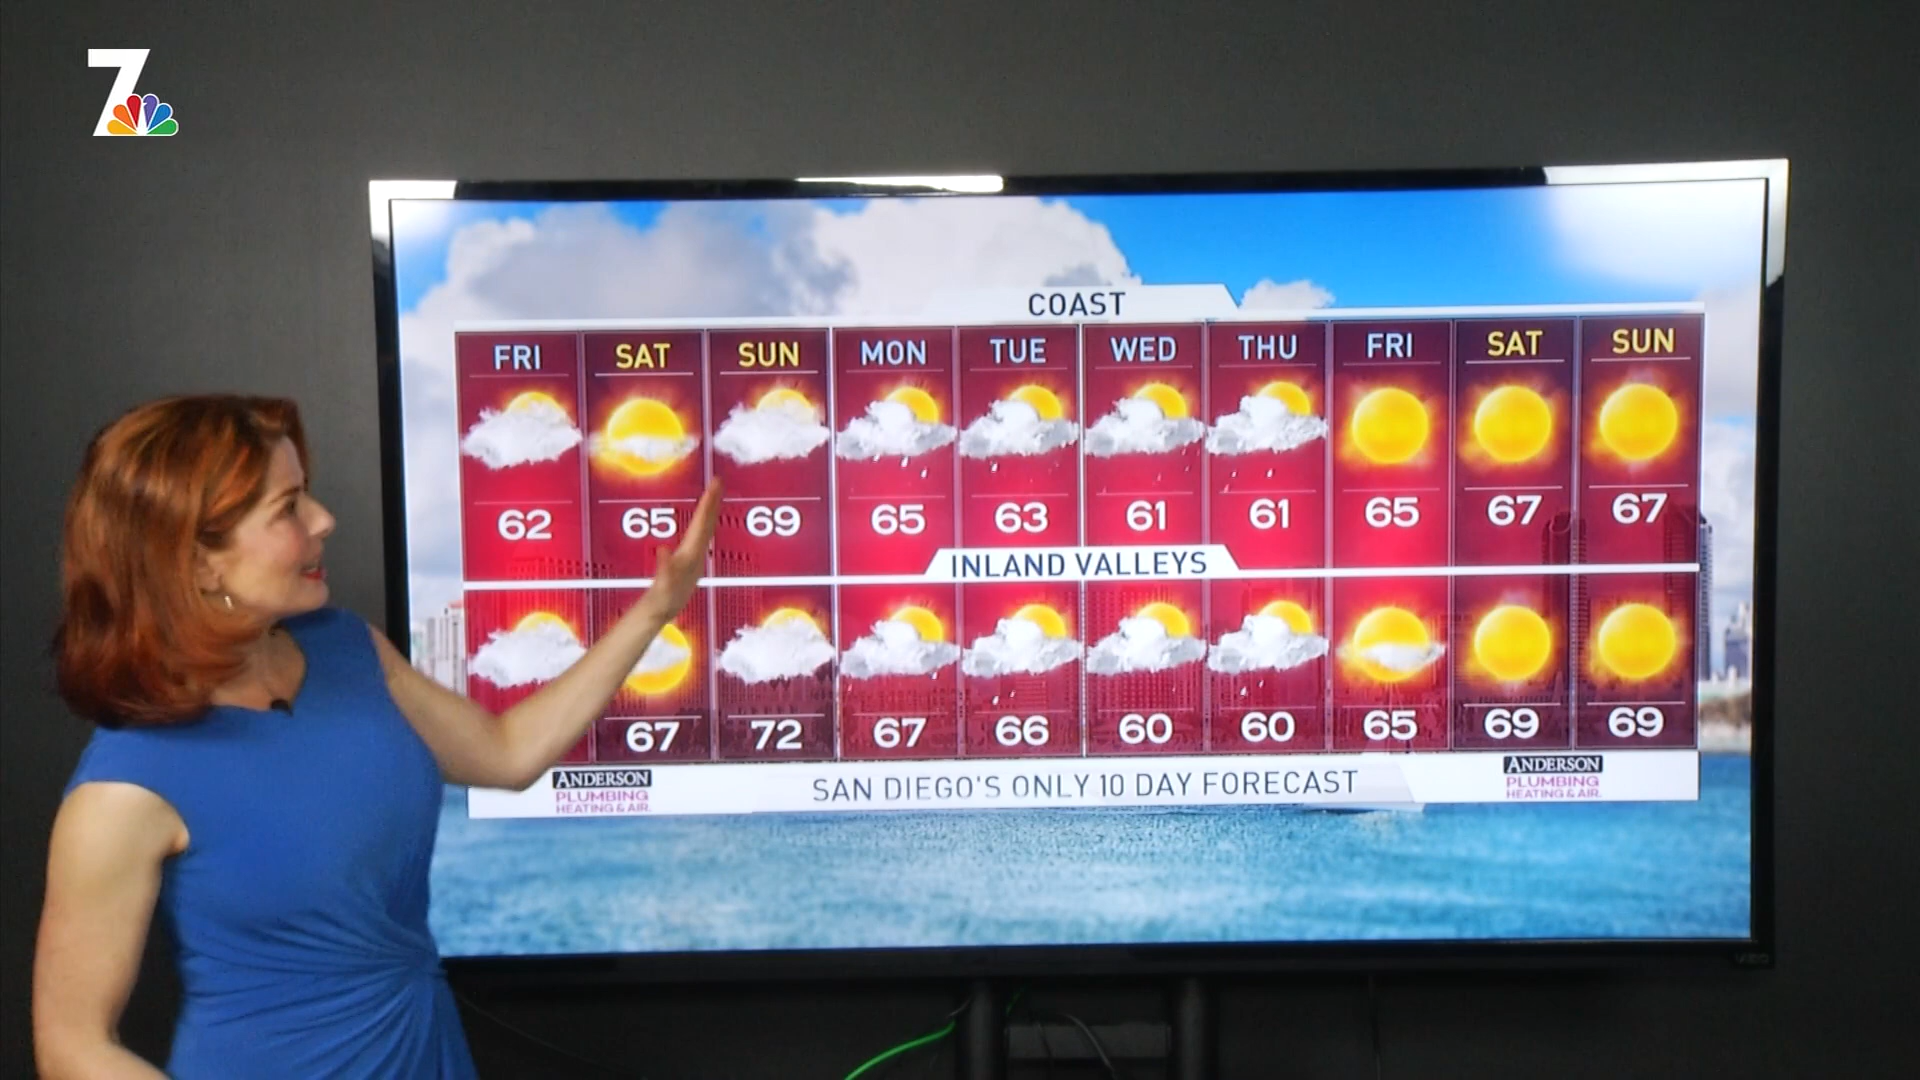 7
COAST
FRI SAT SUN MON TUE WED THU FRI SAT SUN
62 65 69 65 63 61 61 65 67 67
INLAND VALLEYS
67 72 67 66 60 60 65 69 69
ANDERSON
PLUMBING
HEATING & AIR.
SAN DIEGO'S ONLY 10 DAY FORECAST
ANDERSON
PLUMBING
HEATING & AIR.